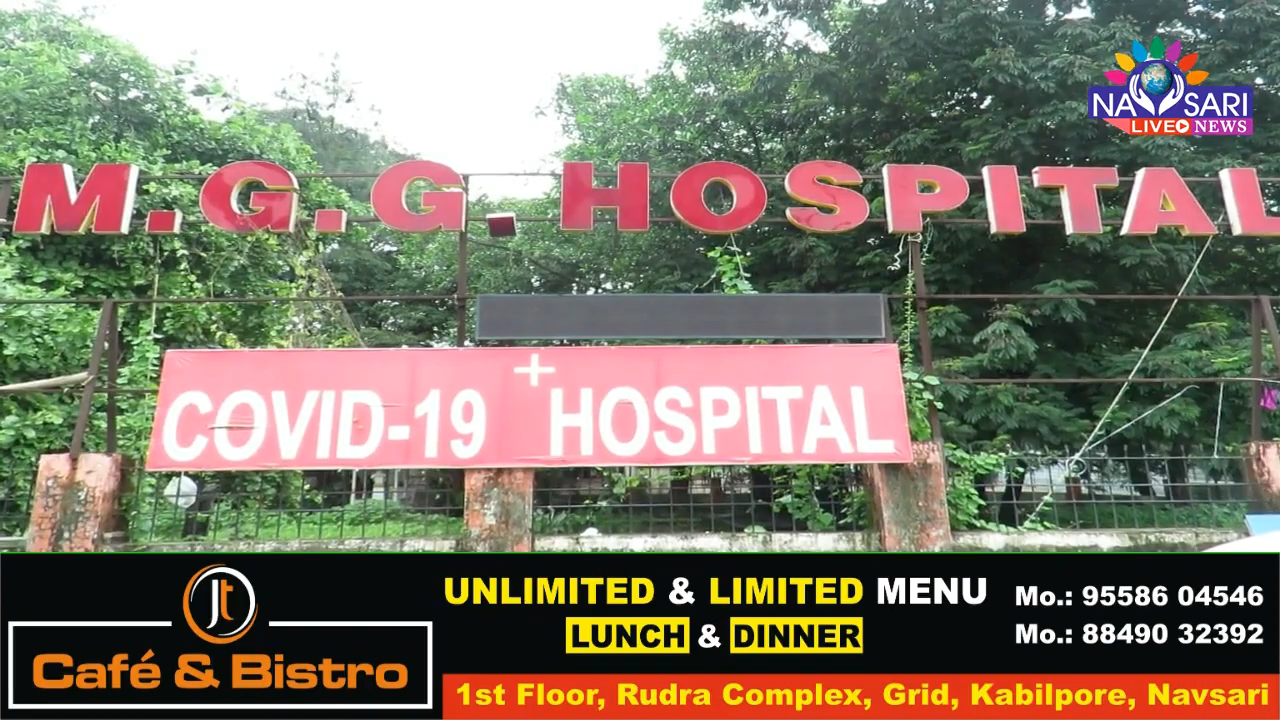 NAVSARI
LIVE NEWS
M.G.G. HOSPITAL
COVID-19 + HOSPITAL
Jt
Café & Bistro
UNLIMITED & LIMITED MENU
LUNCH & DINNER
Mo.: 95586 04546
Mo.: 88490 32392
1st Floor, Rudra Complex, Grid, Kabilpore, Navsari